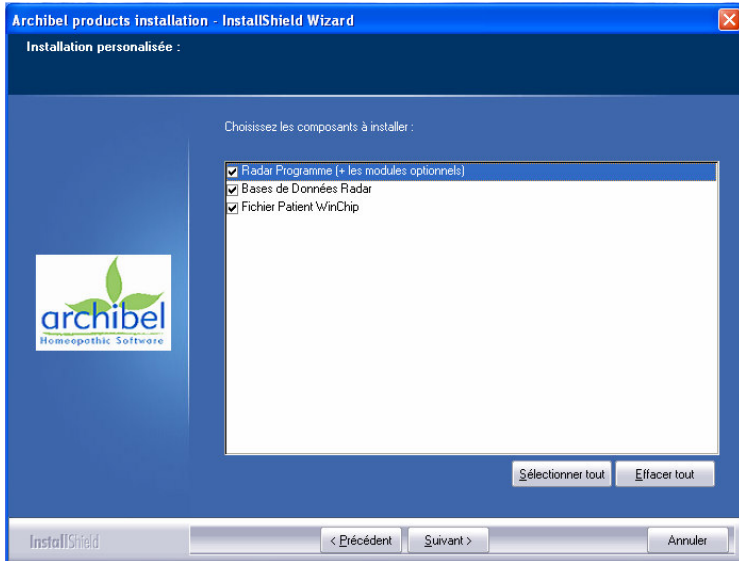 Archibel products installation - InstallShield Wizard
Installation personalisée :
Choisissez les composants à installer :
Radar Programme (+ les modules optionnels)
Bases de Données Radar
Fichier Patient WinChip
archibel
Homeopathic Software
Sélectionner tout
Effacer tout
InstallShield
< Précédent
Suivant >
Annuler